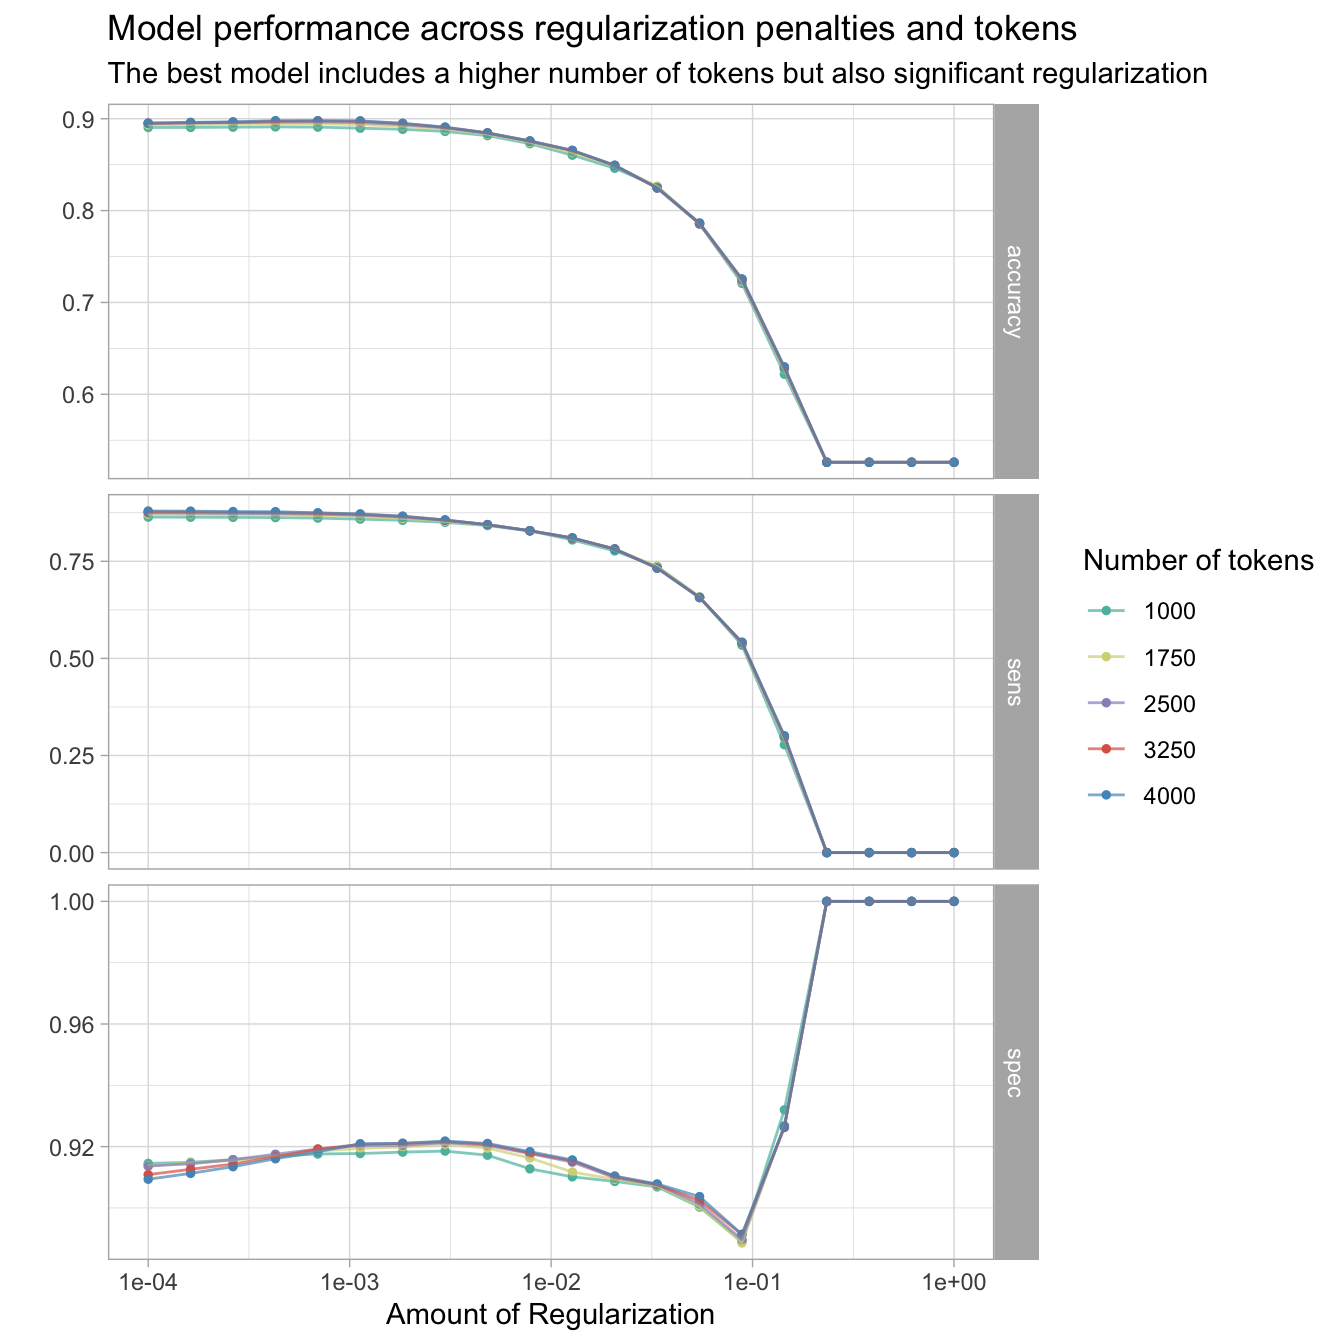 Model performance across regularization penalties and tokens
The best model includes a higher number of tokens but also significant regularization
0.9
0.8
0.7
0.6
accuracy
0.75
0.50
0.25
0.00
sens
1.00
0.96
0.92
spec
1e-04 1e-03 1e-02 1e-01 1e+00
Amount of Regularization
Number of tokens
1000
1750
2500
3250
4000